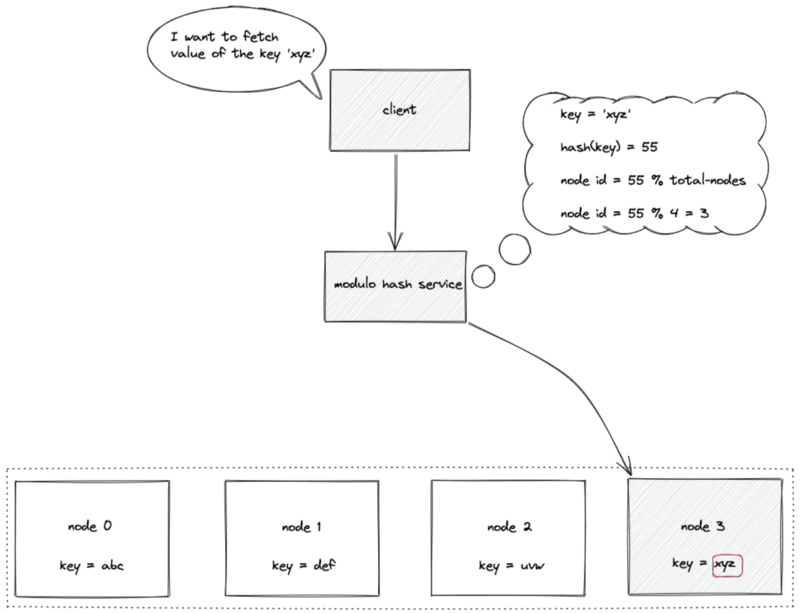 I want to fetch
value of the key 'xyz'
client
key = 'xyz'
hash(key) = 55
node id = 55 % total-nodes
node id = 55 % 4 = 3
modulo hash service
node 0
key = abc
node 1
key = def
node 2
key = uvw
node 3
key = xyz